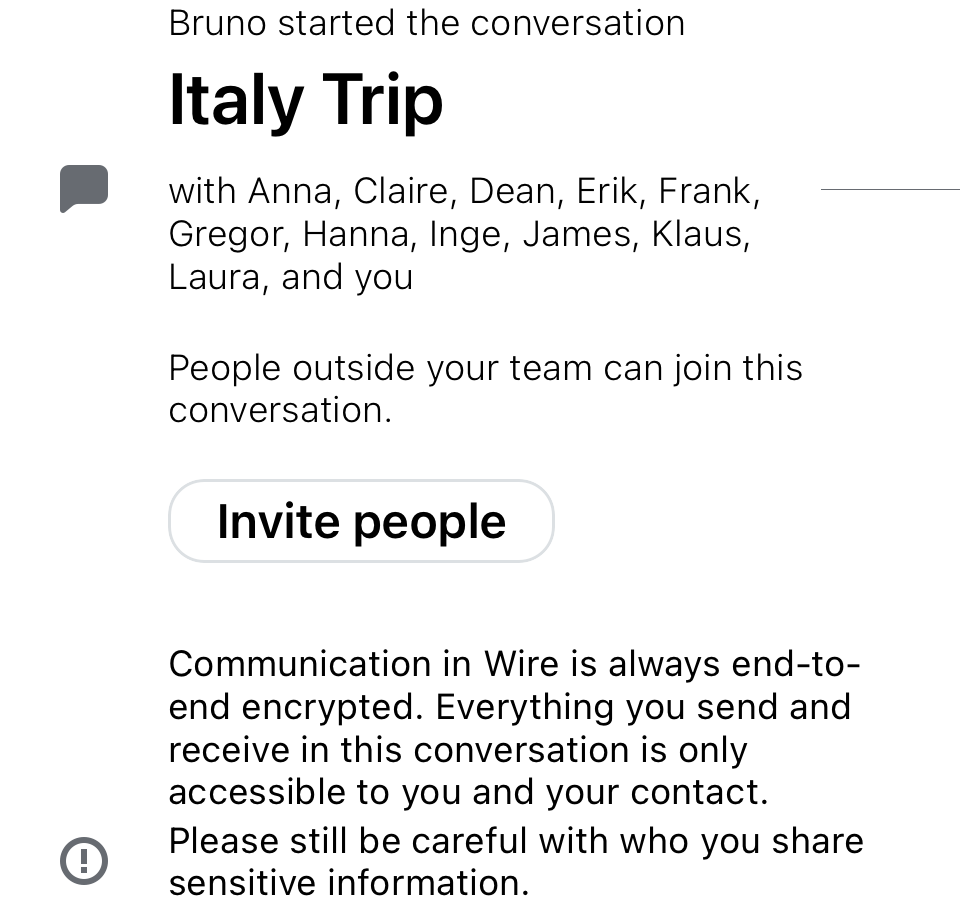 Bruno started the conversation
Italy Trip
with Anna, Claire, Dean, Erik, Frank,
Gregor, Hanna, Inge, James, Klaus,
Laura, and you
People outside your team can join this
conversation.
Invite people
Communication in Wire is always end-to-
end encrypted. Everything you send and
receive in this conversation is only
accessible to you and your contact.
Please still be careful with who you share
sensitive information.